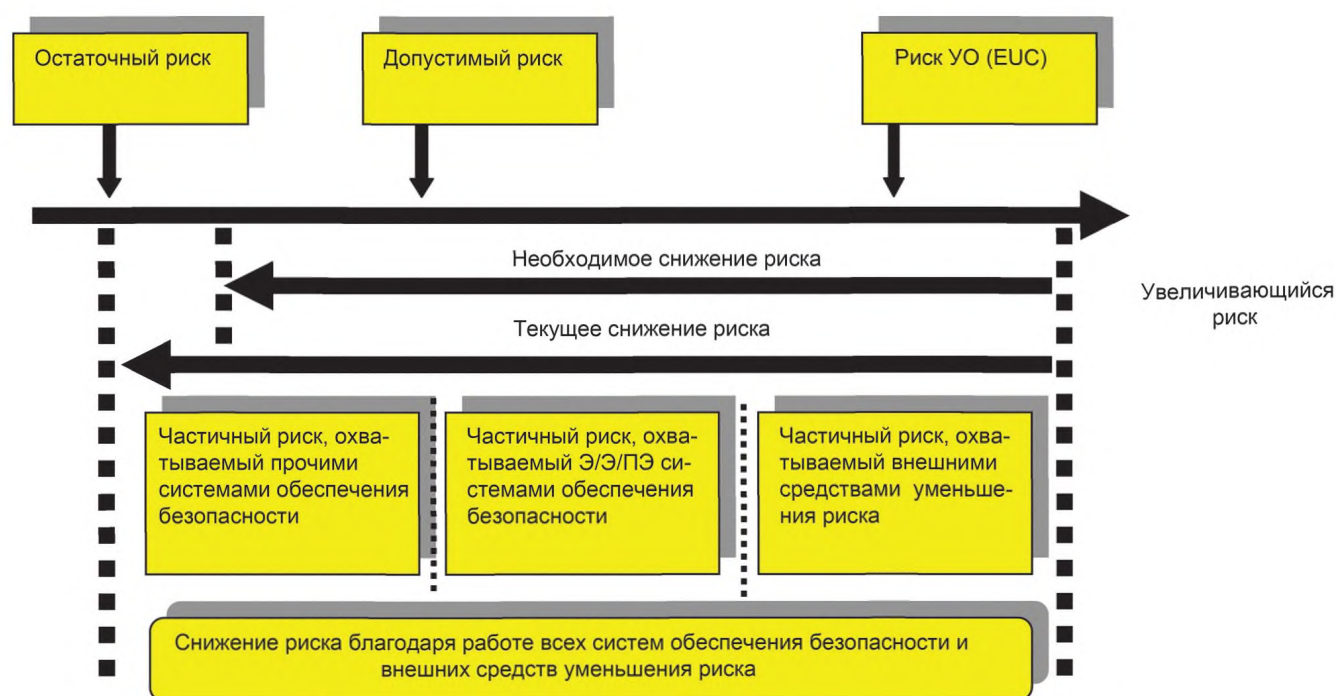 Остаточный риск
Допустимый риск
Риск УО (EUC)
Необходимое снижение риска
Увеличивающийся
риск
Текущее снижение риска
Частичный риск, охва-
тываемый прочими
системами обеспечения
безопасности
Частичный риск, охва-
тываемый Э/Э/ПЭ си-
стемами обеспечения
безопасности
Частичный риск, охва-
тываемый внешними
средствами уменьше-
ния риска
Снижение риска благодаря работе всех систем обеспечения безопасности и
внешних средств уменьшения риска